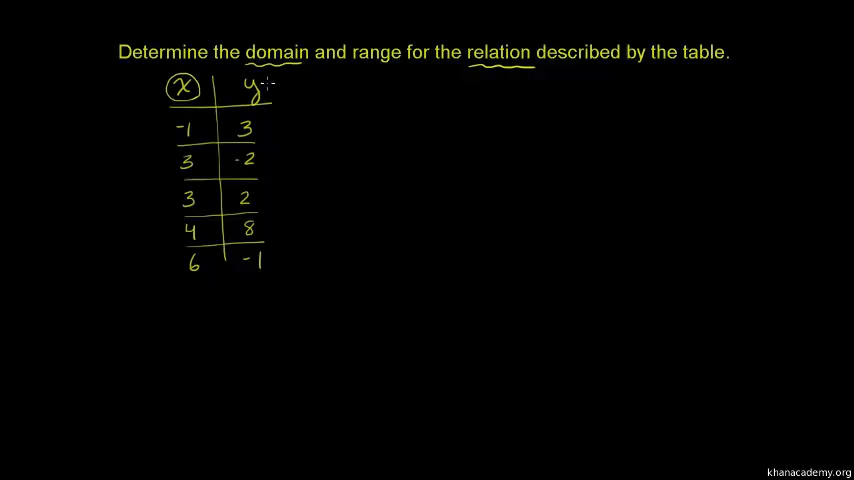 Determine the domain and range for the relation described by the table.
x y
-1 3
3 -2
3 2
4 8
6 -1
khanacademy.org